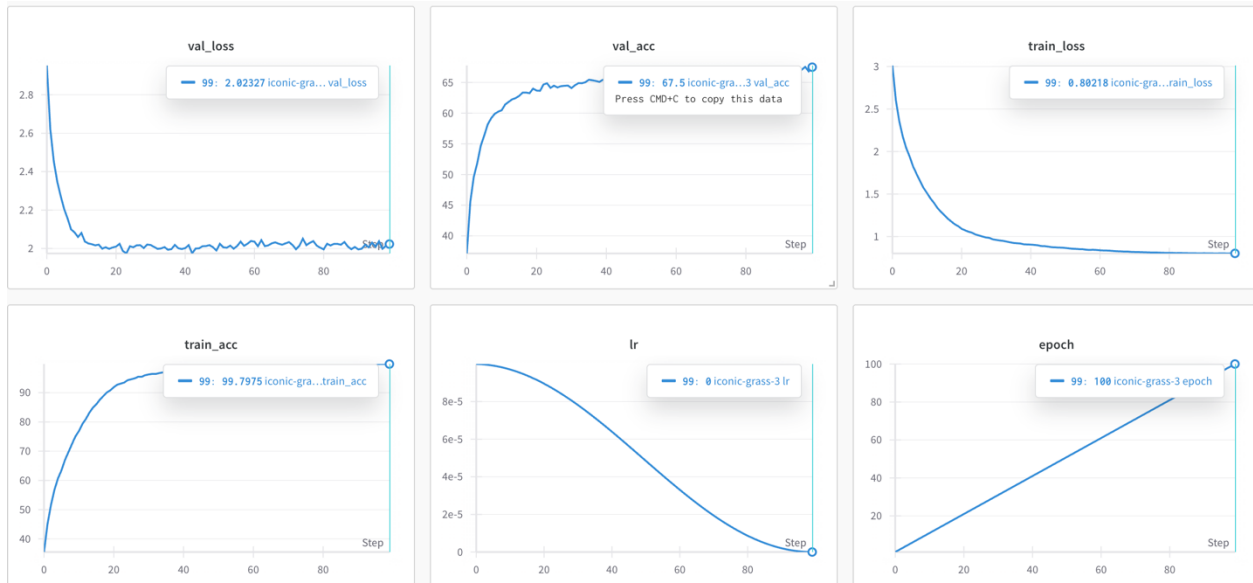 val_loss
99: 2.02327 iconic-gra… val_loss
2.8
2.6
2.4
2.2
2
Step
0 20 40 60 80
val_acc
99: 67.5 iconic-gra…3 val_acc
Press CMD+C to copy this data
65
60
55
50
45
40
Step
0 20 40 60 80
train_loss
99: 0.80218 iconic-gra…rain_loss
3
2.5
2
1.5
1
Step
0 20 40 60 80
train_acc
99: 99.7975 iconic-gra…train_acc
90
80
70
60
50
40
Step
0 20 40 60 80
lr
99: 0 iconic-grass-3 lr
8e-5
6e-5
4e-5
2e-5
0
Step
0 20 40 60 80
epoch
99: 100 iconic-grass-3 epoch
100
80
60
40
20
Step
0 20 40 60 80